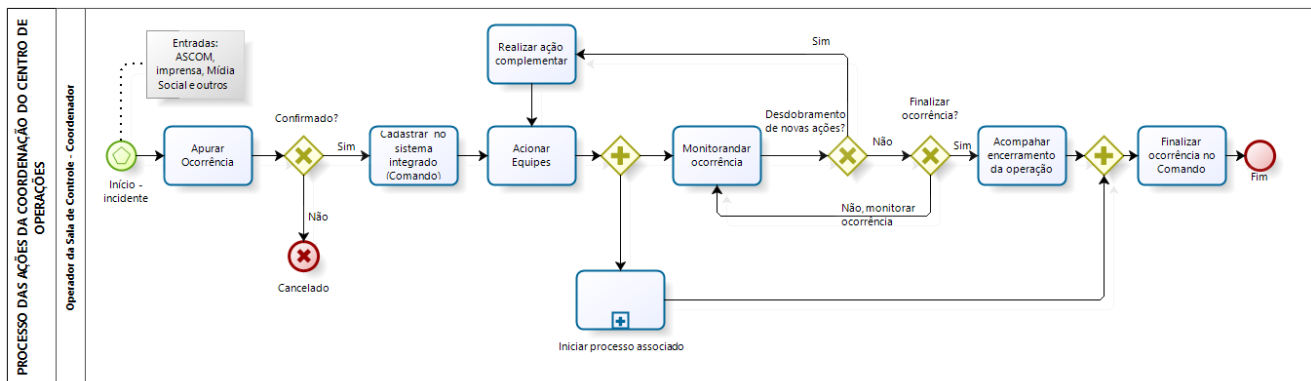 PROCESSO DAS AÇÕES DA COORDENAÇÃO DO CENTRO DE
OPERAÇÕES
Operador da Sala de Controle - Coordenador
Entradas:
ASCOM,
imprensa, Mídia
Social e outros
Início -
incidente
Apurar
Ocorrência
Confirmado?
Sim
Não
Cancelado
Cadastrar no
sistema
integrado
(Comando)
Realizar ação
complementar
Acionar
Equipes
Iniciar processo associado
Monitorandar
ocorrência
Desdobramento
de novas ações?
Sim
Não
Finalizar
ocorrência?
Sim
Não, monitorar
ocorrência
Acompahar
encerramento
da operação
Finalizar
ocorrência no
Comando
Fim